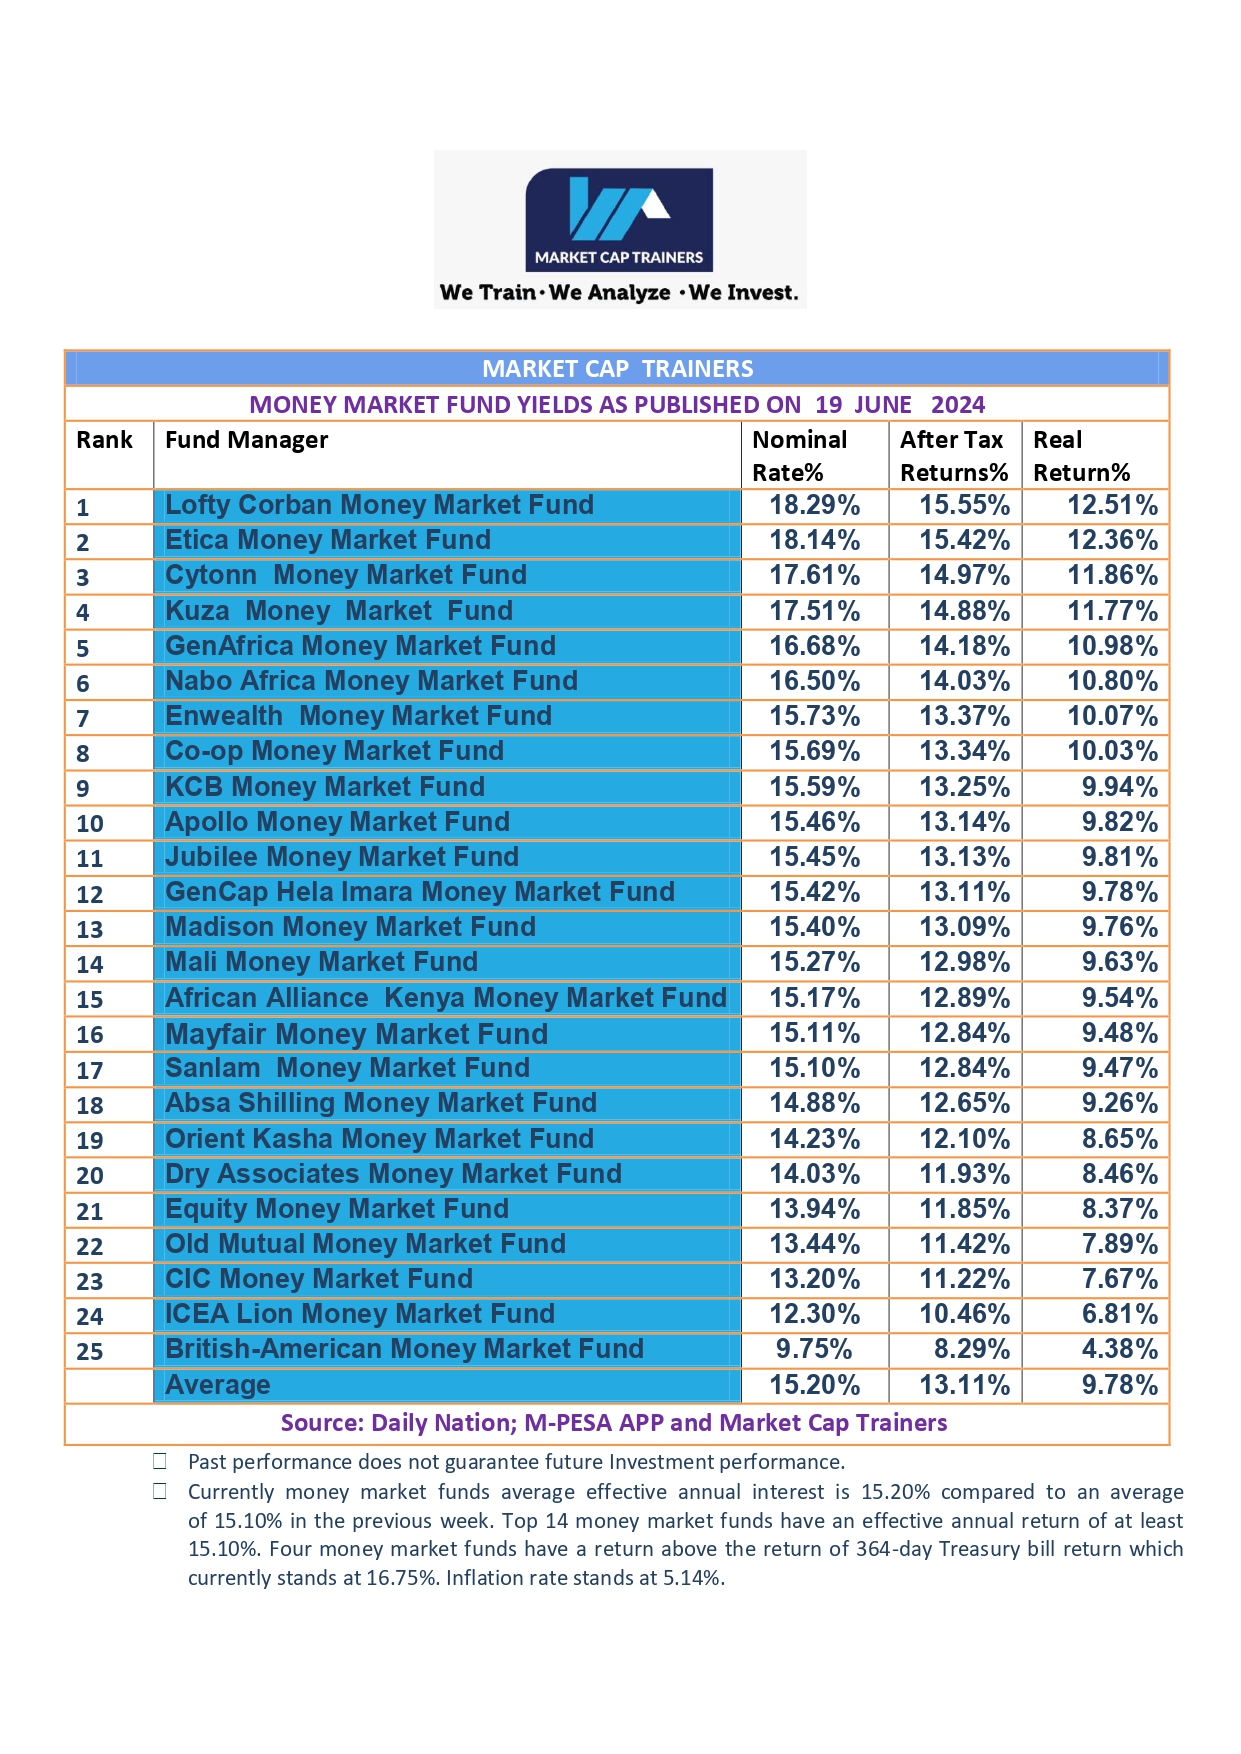 MARKET CAP TRAINERS
We Train · We Analyze · We Invest.
MARKET CAP TRAINERS
MONEY MARKET FUND YIELDS AS PUBLISHED ON 19 JUNE 2024
Rank Fund Manager Nominal Rate% After Tax Returns% Real Return%
1 Lofty Corban Money Market Fund 18.29% 15.55% 12.51%
2 Etica Money Market Fund 18.14% 15.42% 12.36%
3 Cytonn Money Market Fund 17.61% 14.97% 11.86%
4 Kuza Money Market Fund 17.51% 14.88% 11.77%
5 GenAfrica Money Market Fund 16.68% 14.18% 10.98%
6 Nabo Africa Money Market Fund 16.50% 14.03% 10.80%
7 Enwealth Money Market Fund 15.73% 13.37% 10.07%
8 Co-op Money Market Fund 15.69% 13.34% 10.03%
9 KCB Money Market Fund 15.59% 13.25% 9.94%
10 Apollo Money Market Fund 15.46% 13.14% 9.82%
11 Jubilee Money Market Fund 15.45% 13.13% 9.81%
12 GenCap Hela Imara Money Market Fund 15.42% 13.11% 9.78%
13 Madison Money Market Fund 15.40% 13.09% 9.76%
14 Mali Money Market Fund 15.27% 12.98% 9.63%
15 African Alliance Kenya Money Market Fund 15.17% 12.89% 9.54%
16 Mayfair Money Market Fund 15.11% 12.84% 9.48%
17 Sanlam Money Market Fund 15.10% 12.84% 9.47%
18 Absa Shilling Money Market Fund 14.88% 12.65% 9.26%
19 Orient Kasha Money Market Fund 14.23% 12.10% 8.65%
20 Dry Associates Money Market Fund 14.03% 11.93% 8.46%
21 Equity Money Market Fund 13.94% 11.85% 8.37%
22 Old Mutual Money Market Fund 13.44% 11.42% 7.89%
23 CIC Money Market Fund 13.20% 11.22% 7.67%
24 ICEA Lion Money Market Fund 12.30% 10.46% 6.81%
25 British-American Money Market Fund 9.75% 8.29% 4.38%
Average 15.20% 13.11% 9.78%
Source: Daily Nation; M-PESA APP and Market Cap Trainers
Past performance does not guarantee future Investment performance.
Currently money market funds average effective annual interest is 15.20% compared to an average
of 15.10% in the previous week. Top 14 money market funds have an effective annual return of at least
15.10%. Four money market funds have a return above the return of 364-day Treasury bill return which
currently stands at 16.75%. Inflation rate stands at 5.14%.